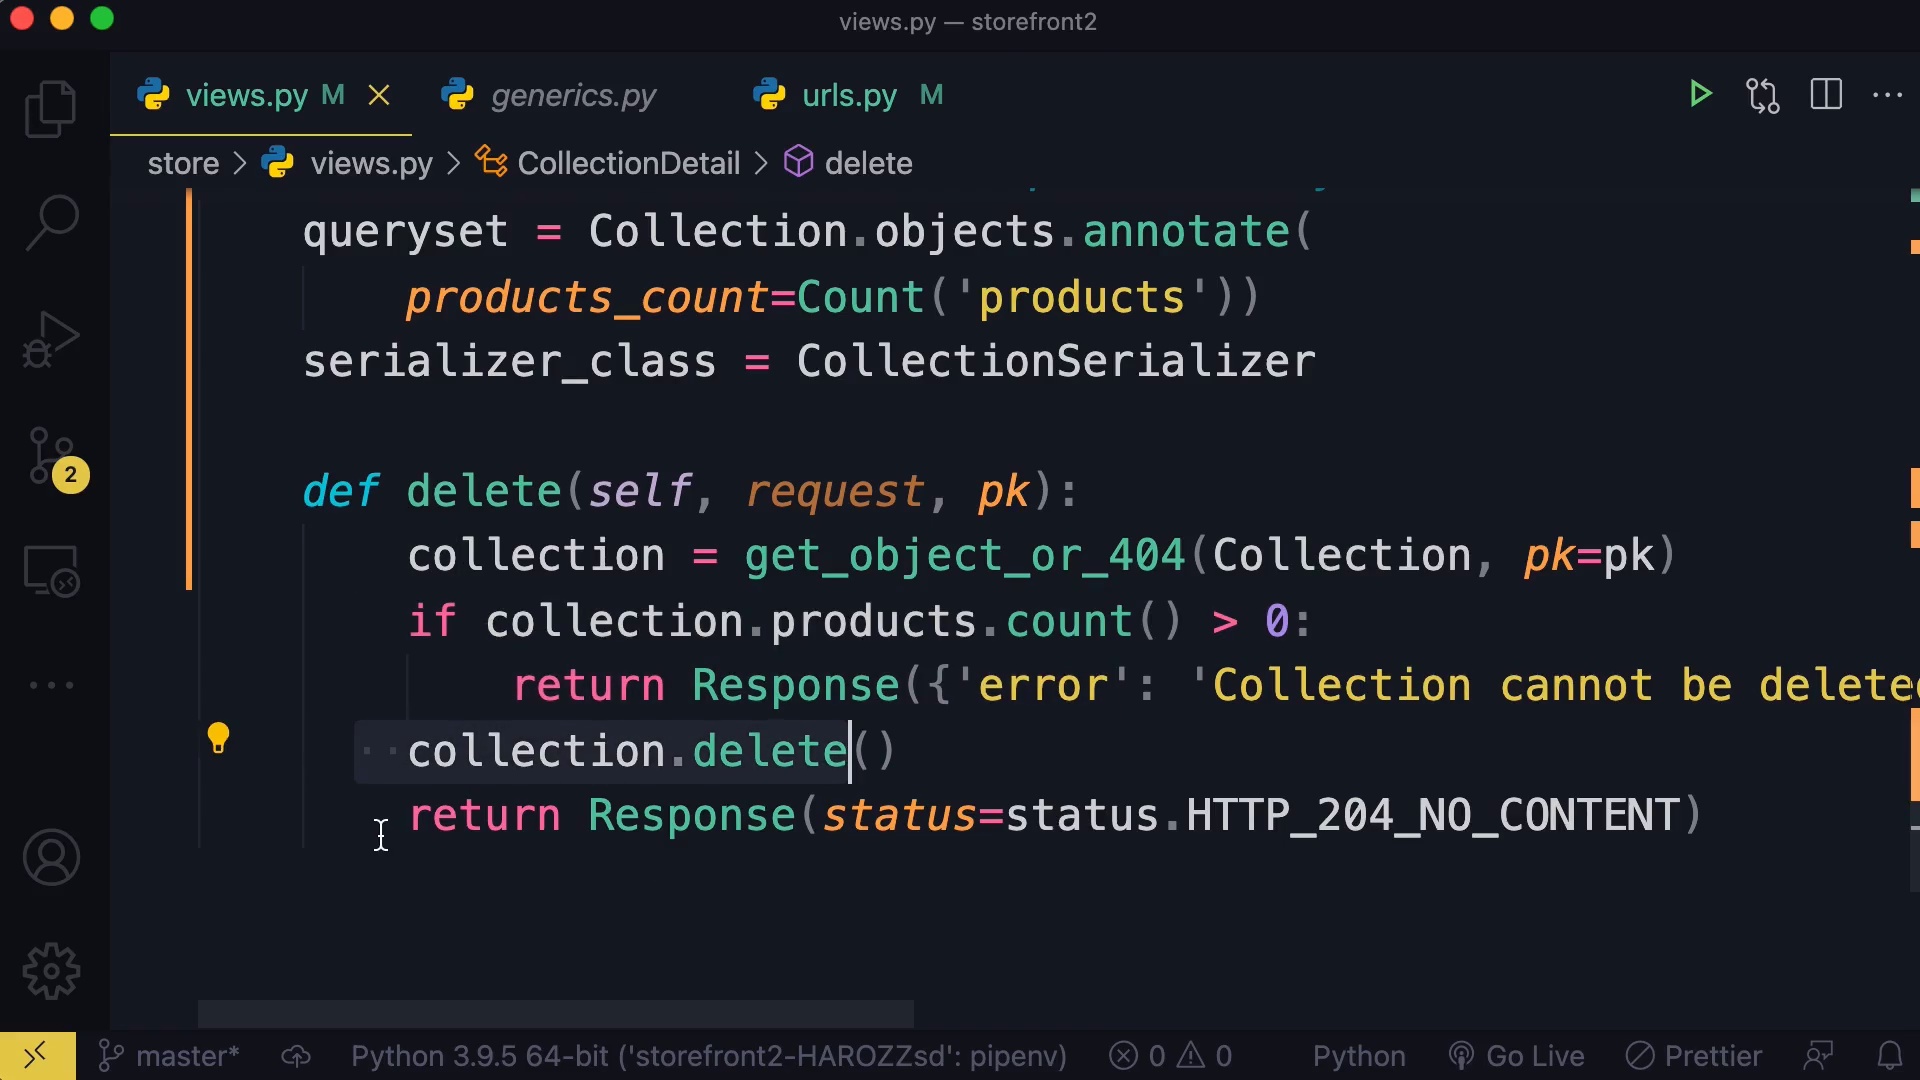 views.py — storefront2
views.py M
generics.py
urls.py M
store > views.py > CollectionDetail > delete
queryset = Collection.objects.annotate(
products_count=Count('products'))
serializer_class = CollectionSerializer
def delete(self, request, pk):
collection = get_object_or_404(Collection, pk=pk)
if collection.products.count() > 0:
return Response({'error': 'Collection cannot be deleted
collection.delete()
return Response(status=status.HTTP_204_NO_CONTENT)
2
master* Python 3.9.5 64-bit ('storefront2-HAROZZsd': pipenv) 0 0 Python Go Live Prettier